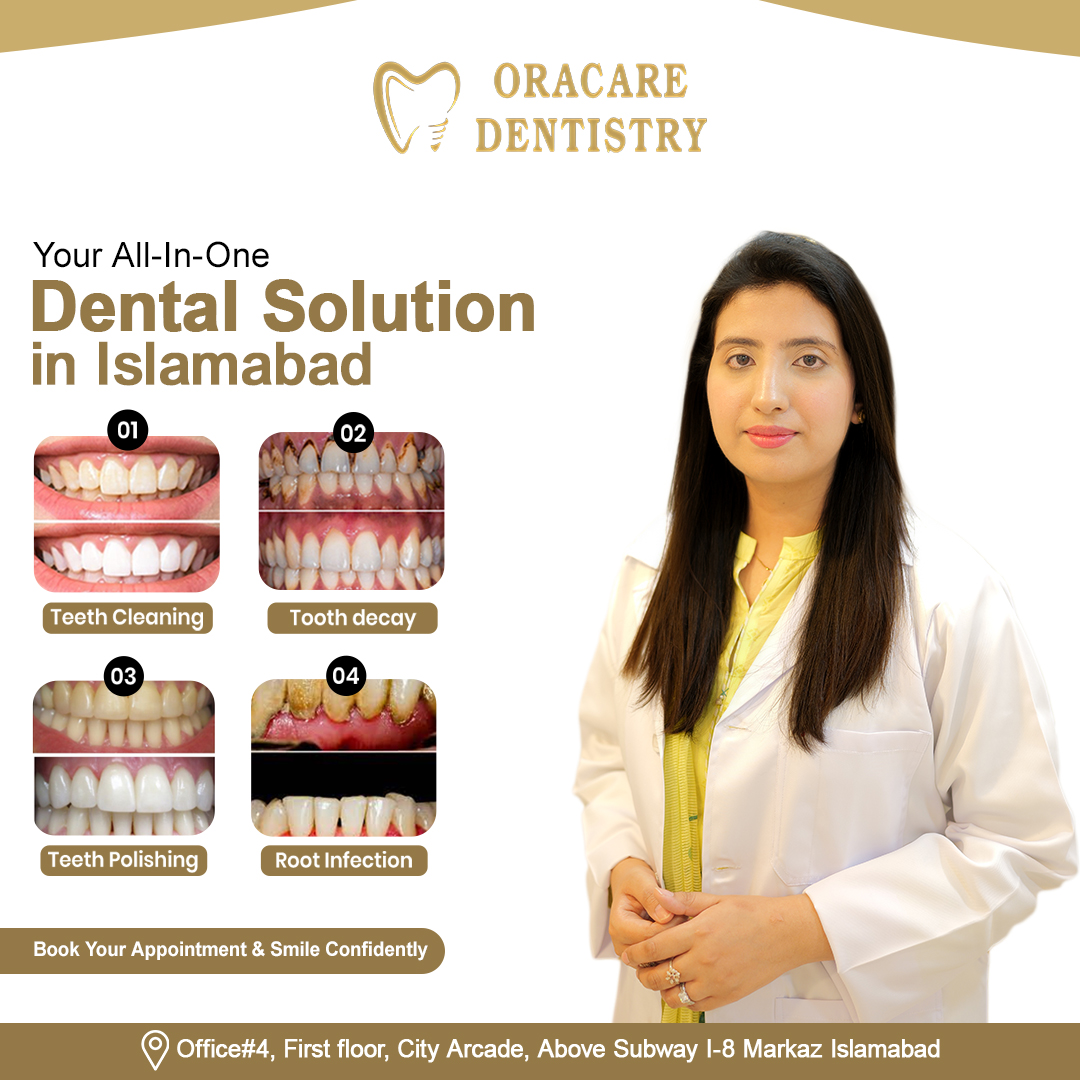 ORACARE
DENTISTRY
Your All-In-One
Dental Solution
in Islamabad
01
02
Teeth Cleaning
Tooth decay
03
04
Teeth Polishing
Root Infection
Book Your Appointment & Smile Confidently
Office#4, First floor, City Arcade, Above Subway I-8 Markaz Islamabad